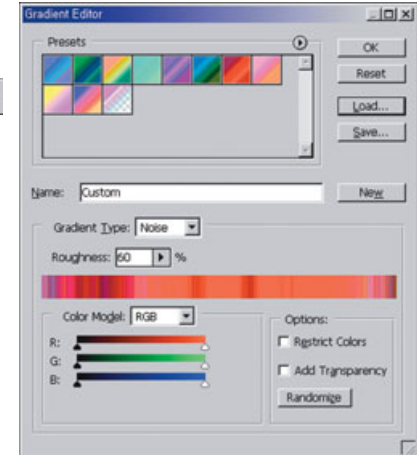 Gradient Editor
Presets
OK
Reset
Load...
Save...
Name: Custom
New
Gradient Type: Noise
Roughness: 60 %
Color Model: RGB
Options:
R:
Restrict Colors
G:
Add Transparency
B:
Randomize